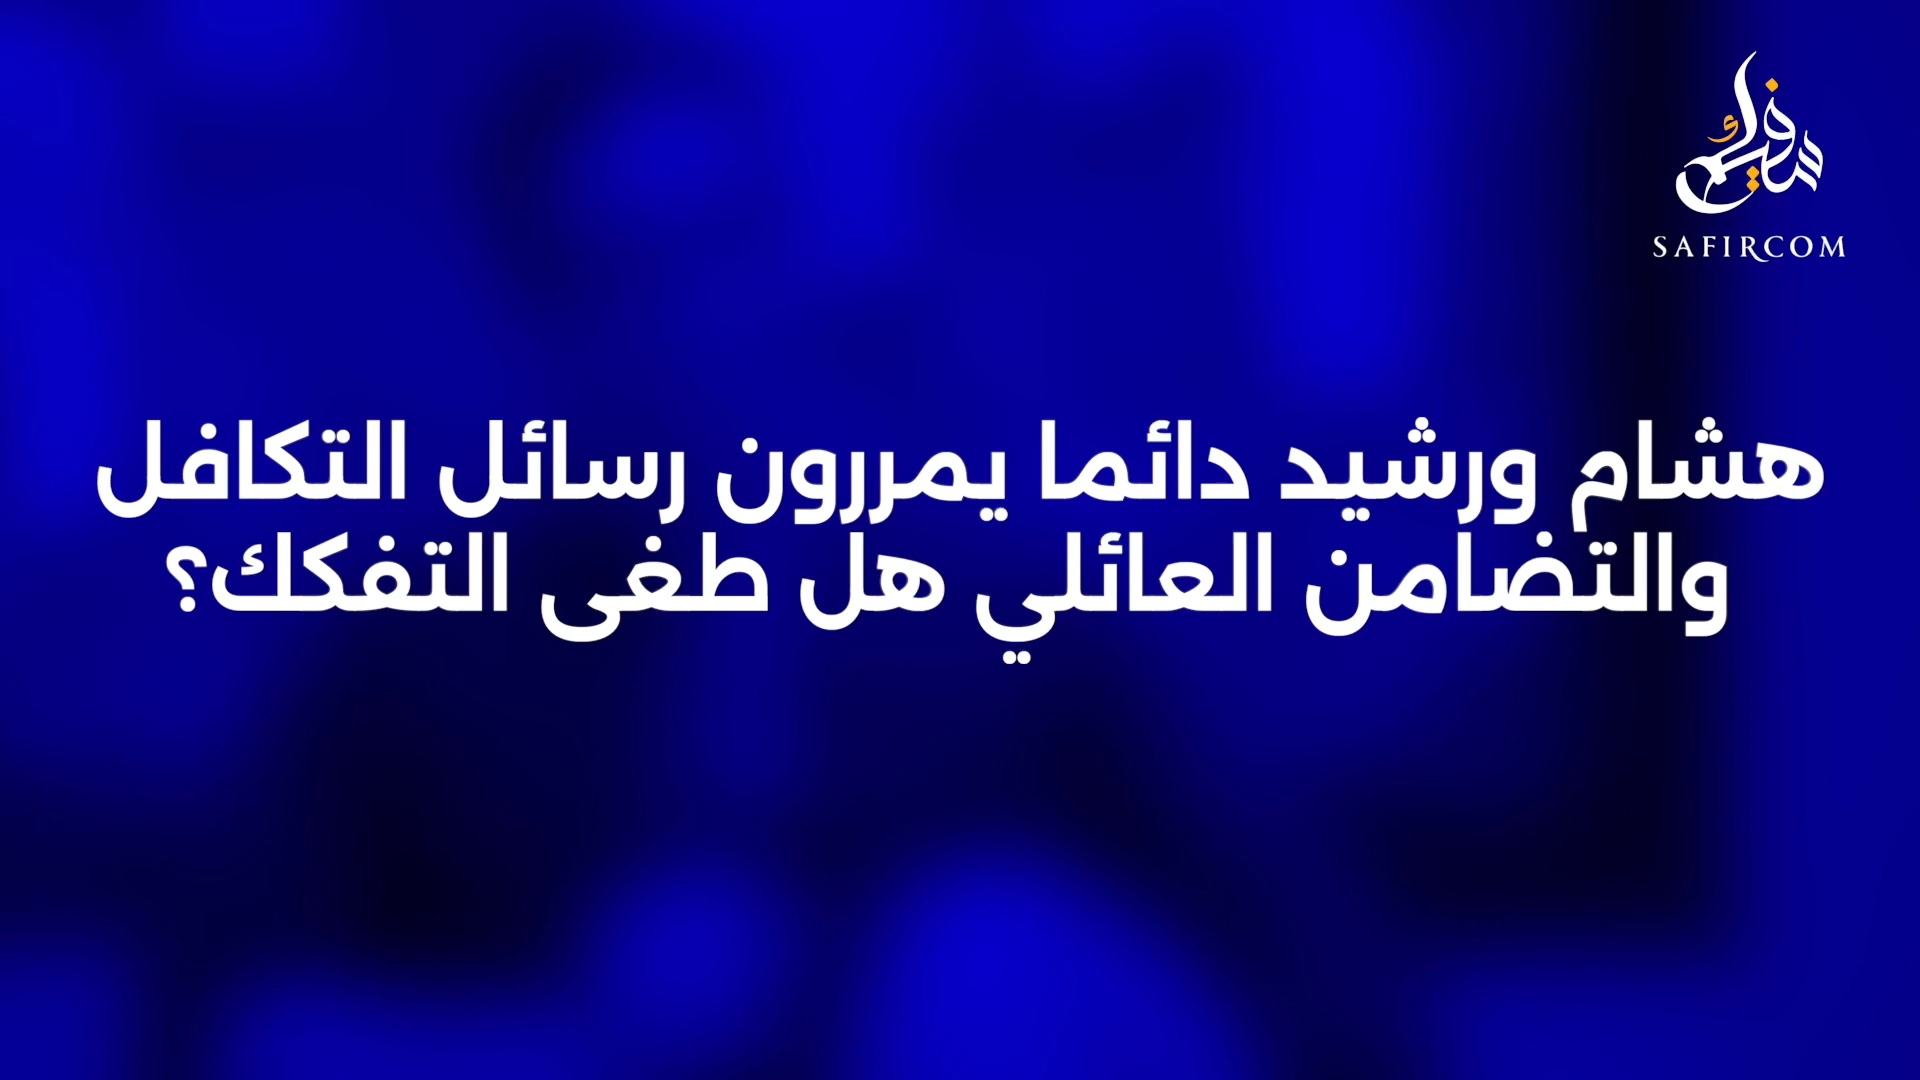 SAFIRCOM
هشام ورشيد دائما يمررون رسائل التكافل
والتضامن العائلي هل طغى التفكك؟